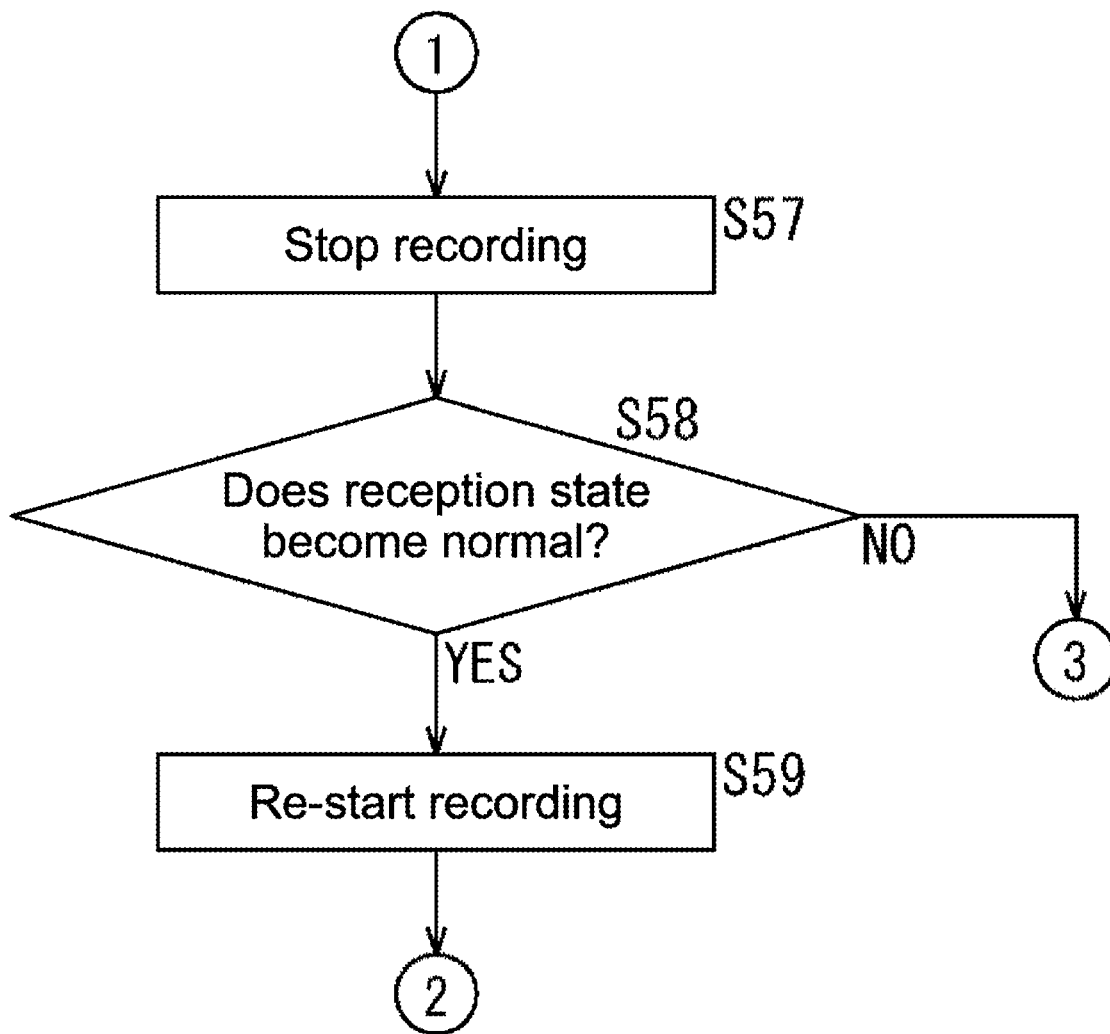 1
Stop recording
S57
S58
Does reception state
become normal?
NO
YES
3
Re-start recording
S59
2